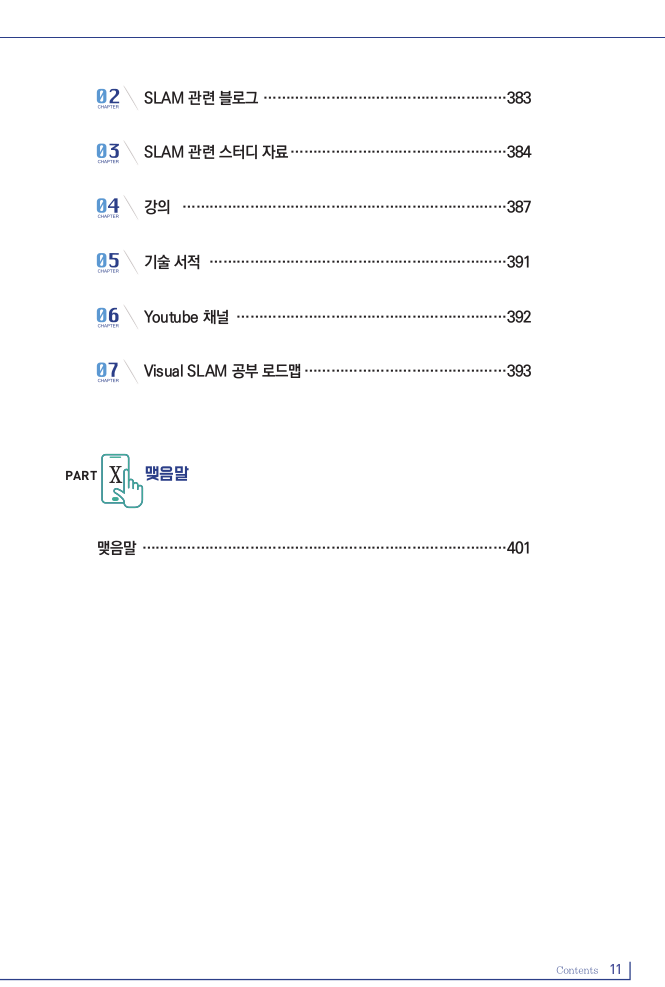 02 CHAPTER SLAM 관련 블로그 ························································383
03 CHAPTER SLAM 관련 스터디 자료 ················································384
04 CHAPTER 강의 ········································································387
05 CHAPTER 기술 서적 ··································································391
06 CHAPTER Youtube 채널 ····························································392
07 CHAPTER Visual SLAM 공부 로드맵 ·············································393
PART X 맺음말
맺음말 ················································································401
Contents 11